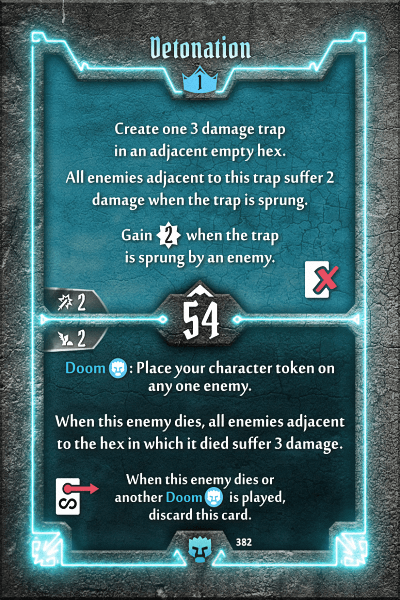 Detonation
1
Create one 3 damage trap
in an adjacent empty hex.
All enemies adjacent to this trap suffer 2
damage when the trap is sprung.
Gain 2 when the trap
is sprung by an enemy.
2
54
2
Doom : Place your character token on
any one enemy.
When this enemy dies, all enemies adjacent
to the hex in which it died suffer 3 damage.
When this enemy dies or
another Doom is played,
discard this card.
S
382